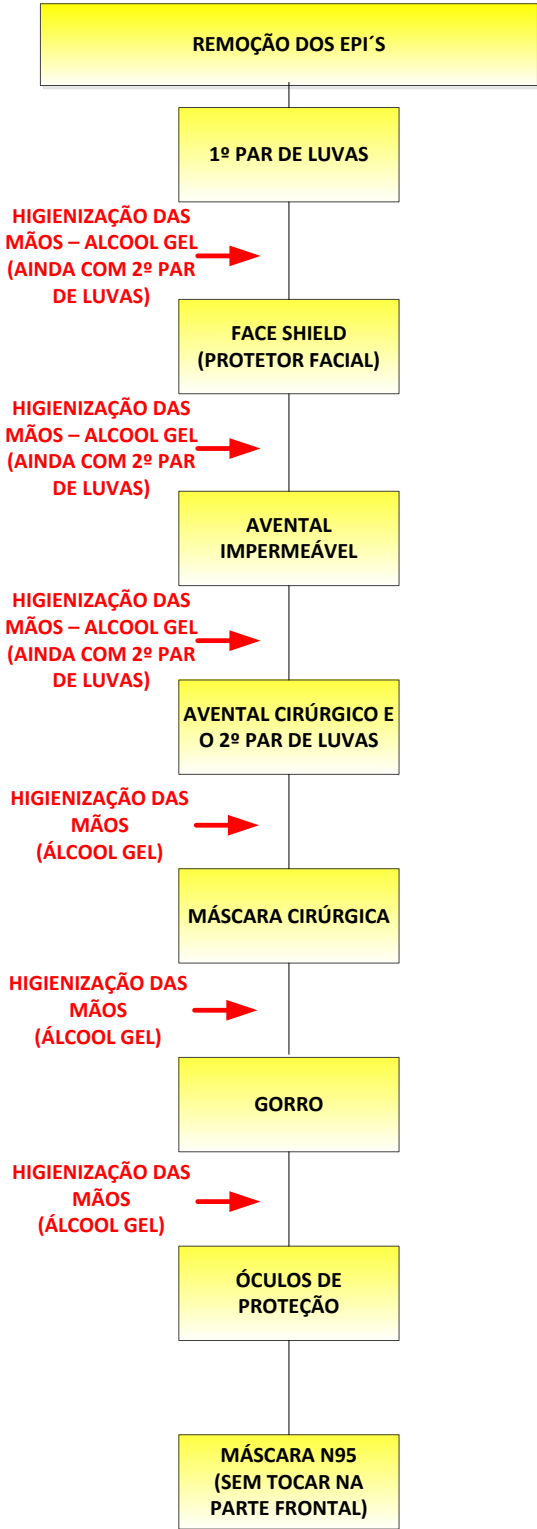 REMOÇÃO DOS EPI´S
1º PAR DE LUVAS
HIGIENIZAÇÃO DAS
MÃOS – ALCOOL GEL
(AINDA COM 2º PAR
DE LUVAS)
FACE SHIELD
(PROTETOR FACIAL)
HIGIENIZAÇÃO DAS
MÃOS – ALCOOL GEL
(AINDA COM 2º PAR
DE LUVAS)
AVENTAL
IMPERMEÁVEL
HIGIENIZAÇÃO DAS
MÃOS – ALCOOL GEL
(AINDA COM 2º PAR
DE LUVAS)
AVENTAL CIRÚRGICO E
O 2º PAR DE LUVAS
HIGIENIZAÇÃO DAS
MÃOS
(ÁLCOOL GEL)
MÁSCARA CIRÚRGICA
HIGIENIZAÇÃO DAS
MÃOS
(ÁLCOOL GEL)
GORRO
HIGIENIZAÇÃO DAS
MÃOS
(ÁLCOOL GEL)
ÓCULOS DE
PROTEÇÃO
MÁSCARA N95
(SEM TOCAR NA
PARTE FRONTAL)